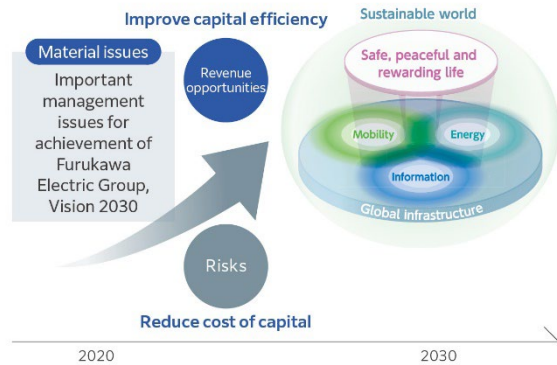 Improve capital efficiency
Material issues
Important
management
issues for
achievement of
Furukawa
Electric Group,
Vision 2030
Revenue
opportunities
Risks
Reduce cost of capital
Sustainable world
Safe, peaceful and
rewarding life
Mobility
Energy
Information
Global infrastructure
2020
2030